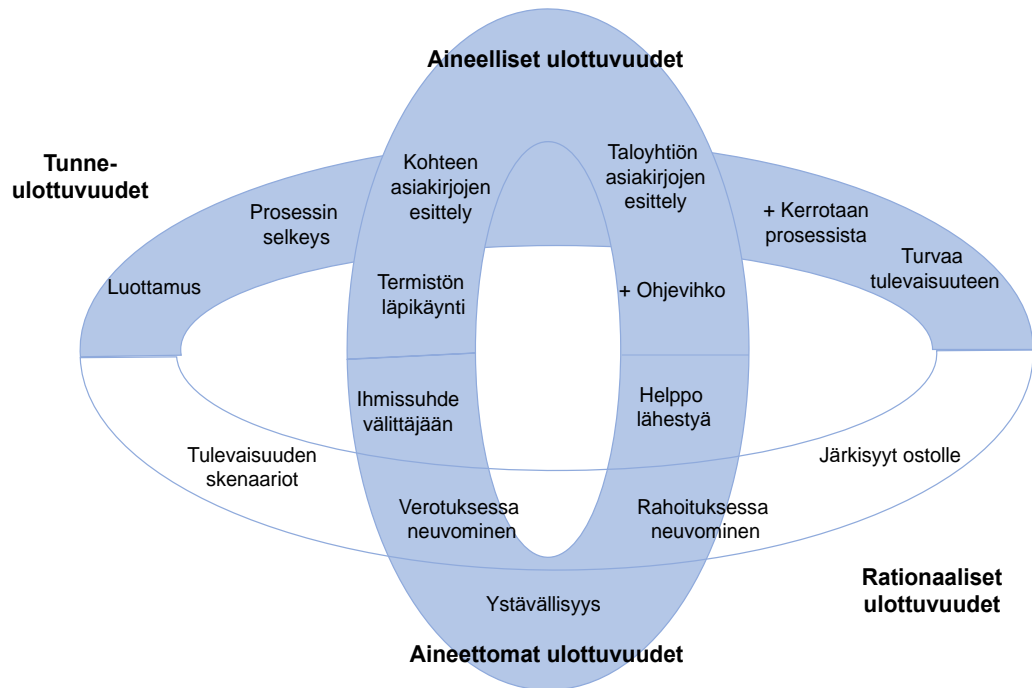 Aineelliset ulottuvuudet
Tunne-
ulottuvuudet
Kohteen
asiakirjojen
esittely
Taloyhtiön
asiakirjojen
esittely
Prosessin
selkeys
+ Kerrotaan
prosessista
Luottamus
Termistön
läpikäynti
+ Ohjevihko
Turvaa
tulevaisuuteen
Ihmissuhde
välittäjään
Helppo
lähestyä
Tulevaisuuden
skenaariot
Järkisyyt ostolle
Verotuksessa
neuvominen
Rahoituksessa
neuvominen
Rationaaliset
ulottuvuudet
Ystävällisyys
Aineettomat ulottuvuudet